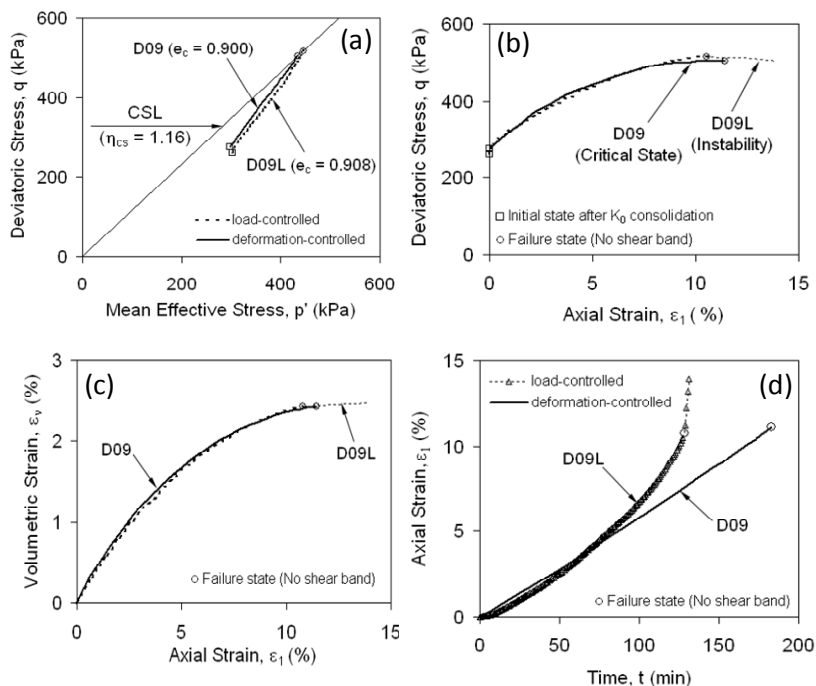 (a)
600
400
200
0
0
200
400
600
Deviatoric Stress, q (kPa)
Mean Effective Stress, p' (kPa)
D09 (ec = 0.900)
CSL
(ηcs = 1.16)
D09L (ec = 0.908)
load-controlled
deformation-controlled
(b)
600
400
200
0
0
5
10
15
Deviatoric Stress, q (kPa)
Axial Strain, ε1 ( %)
D09
(Critical State)
D09L
(Instability)
Initial state after K0 consolidation
Failure state (No shear band)
(c)
3
2
1
0
0
5
10
15
Volumetric Strain, εv (%)
Axial Strain, ε1 (%)
D09
D09L
Failure state (No shear band)
(d)
15
10
5
0
0
50
100
150
200
Axial Strain, ε1 (%)
Time, t (min)
load-controlled
deformation-controlled
D09L
D09
Failure state (No shear band)